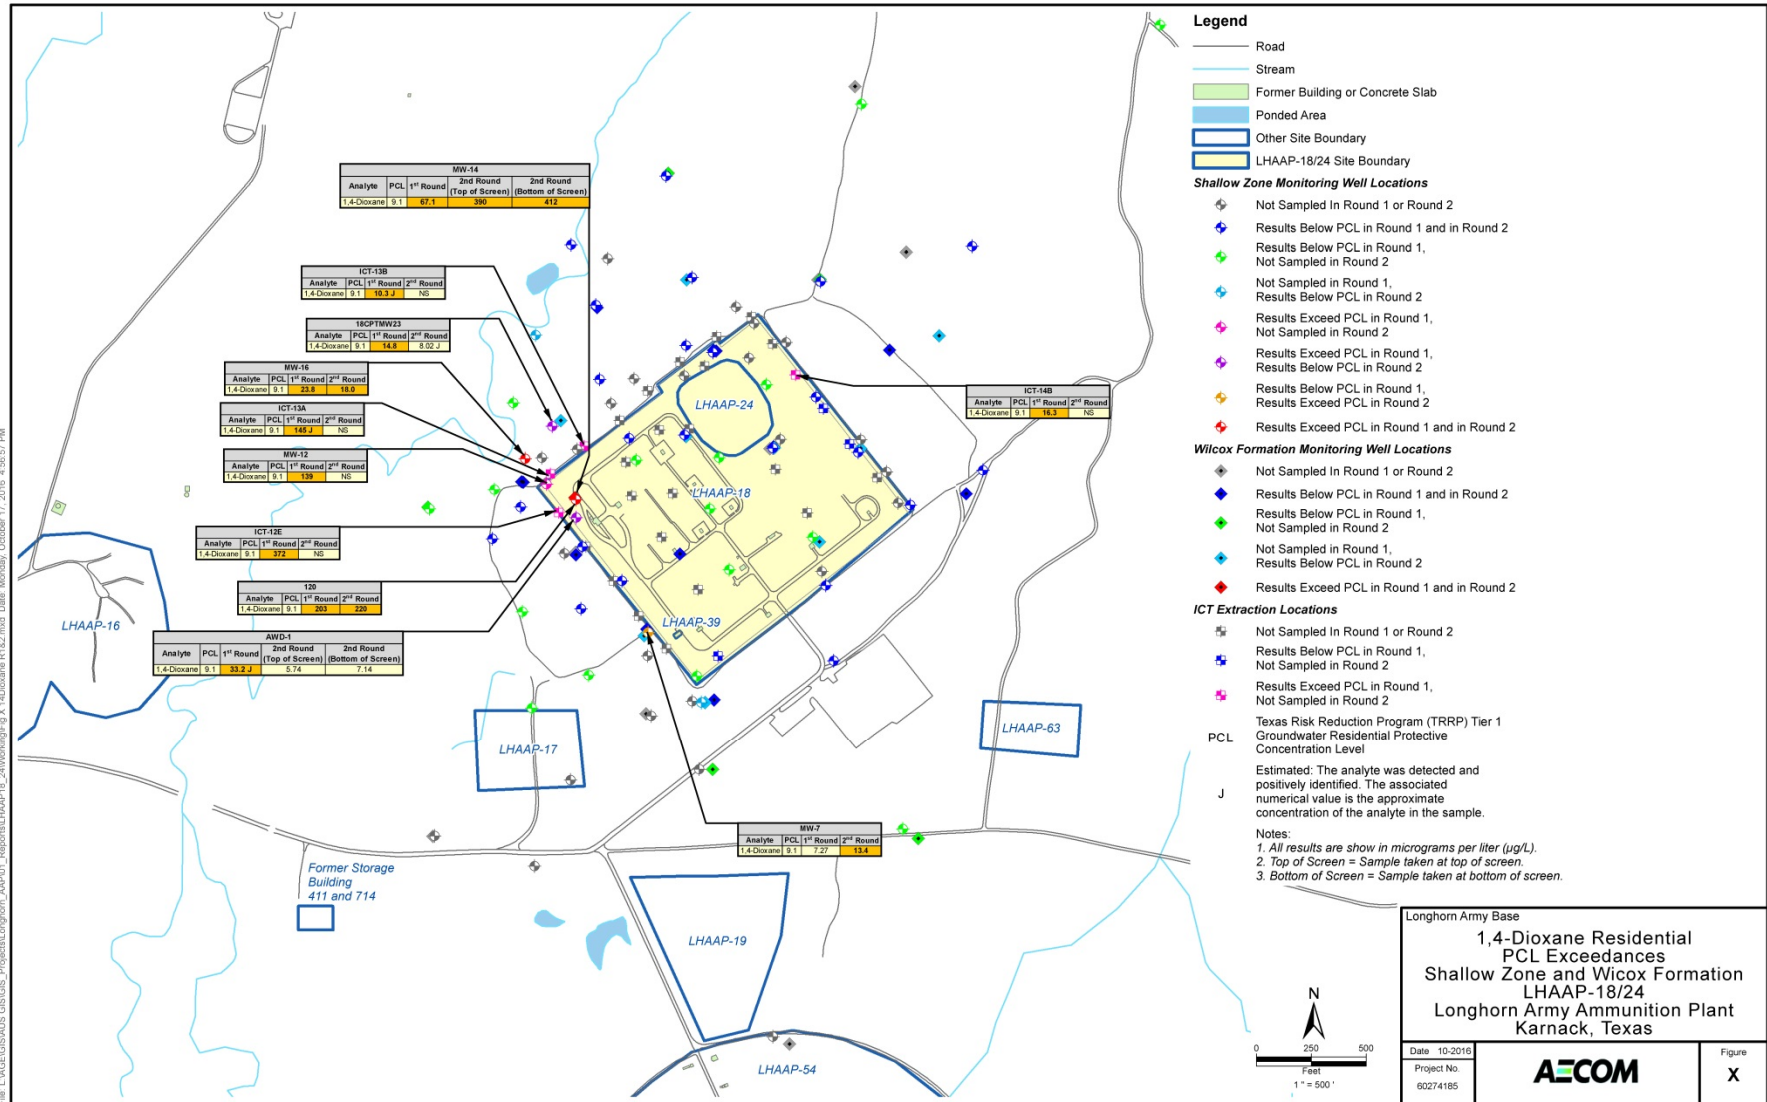 MW-14
Analyte PCL 1st Round 2nd Round (Top of Screen) 2nd Round (Bottom of Screen)
1,4-Dioxane 9.1 67.1 390 412
ICT-13B
Analyte PCL 1st Round 2nd Round
1,4-Dioxane 9.1 10.3 J NS
18CPTMW23
Analyte PCL 1st Round 2nd Round
1,4-Dioxane 9.1 14.8 8.02 J
MW-16
Analyte PCL 1st Round 2nd Round
1,4-Dioxane 9.1 23.8 18.0
ICT-13A
Analyte PCL 1st Round 2nd Round
1,4-Dioxane 9.1 145 J NS
MW-12
Analyte PCL 1st Round 2nd Round
1,4-Dioxane 9.1 139 NS
ICT-12E
Analyte PCL 1st Round 2nd Round
1,4-Dioxane 9.1 372 NS
120
Analyte PCL 1st Round 2nd Round
1,4-Dioxane 9.1 203 220
AWD-1
Analyte PCL 1st Round 2nd Round (Top of Screen) 2nd Round (Bottom of Screen)
1,4-Dioxane 9.1 33.2 J 5.74 7.14
ICT-14B
Analyte PCL 1st Round 2nd Round
1,4-Dioxane 9.1 16.3 NS
MW-7
Analyte PCL 1st Round 2nd Round
1,4-Dioxane 9.1 7.27 13.4
LHAAP-24
LHAAP-18
LHAAP-39
LHAAP-16
LHAAP-17
LHAAP-63
Former Storage
Building
411 and 714
LHAAP-19
LHAAP-54
Legend
Road
Stream
Former Building or Concrete Slab
Ponded Area
Other Site Boundary
LHAAP-18/24 Site Boundary
Shallow Zone Monitoring Well Locations
Not Sampled In Round 1 or Round 2
Results Below PCL in Round 1 and in Round 2
Results Below PCL in Round 1,
Not Sampled in Round 2
Not Sampled in Round 1,
Results Below PCL in Round 2
Results Exceed PCL in Round 1,
Not Sampled in Round 2
Results Exceed PCL in Round 1,
Results Below PCL in Round 2
Results Below PCL in Round 1,
Results Exceed PCL in Round 2
Results Exceed PCL in Round 1 and in Round 2
Wilcox Formation Monitoring Well Locations
Not Sampled In Round 1 or Round 2
Results Below PCL in Round 1 and in Round 2
Results Below PCL in Round 1,
Not Sampled in Round 2
Not Sampled in Round 1,
Results Below PCL in Round 2
Results Exceed PCL in Round 1 and in Round 2
ICT Extraction Locations
Not Sampled In Round 1 or Round 2
Results Below PCL in Round 1,
Not Sampled in Round 2
Results Exceed PCL in Round 1,
Not Sampled in Round 2
PCL
Texas Risk Reduction Program (TRRP) Tier 1
Groundwater Residential Protective
Concentration Level
J
Estimated: The analyte was detected and
positively identified. The associated
numerical value is the approximate
concentration of the analyte in the sample.
Notes:
1. All results are show in micrograms per liter (µg/L).
2. Top of Screen = Sample taken at top of screen.
3. Bottom of Screen = Sample taken at bottom of screen.
N
0 250 500
Feet
1 " = 500 '
Longhorn Army Base
1,4-Dioxane Residential
PCL Exceedances
Shallow Zone and Wicox Formation
LHAAP-18/24
Longhorn Army Ammunition Plant
Karnack, Texas
Date 10-2016
Project No.
60274185
AECOM
Figure
X
Date: Monday, October 17, 2016 4:56:57 PM